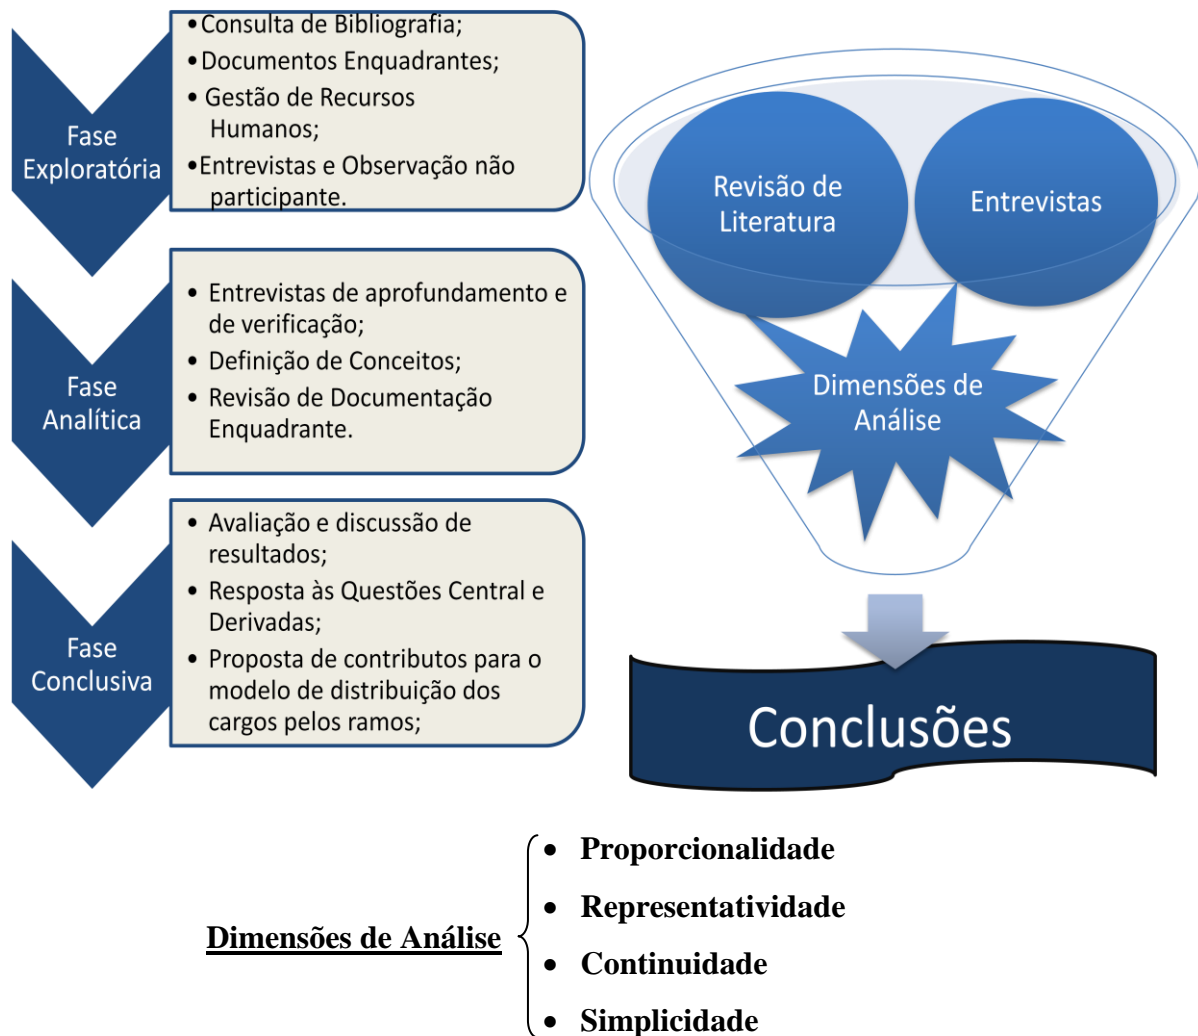 Fase
Exploratória
•Consulta de Bibliografia;
•Documentos Enquadrantes;
• Gestão de Recursos
Humanos;
•Entrevistas e Observação não
participante.
Fase
Analítica
• Entrevistas de aprofundamento e
de verificação;
• Definição de Conceitos;
• Revisão de Documentação
Enquadrante.
Fase
Conclusiva
• Avaliação e discussão de
resultados;
• Resposta às Questões Central e
Derivadas;
• Proposta de contributos para o
modelo de distribuição dos
cargos pelos ramos;
Revisão de
Literatura
Entrevistas
Dimensões de
Análise
Conclusões
Dimensões de Análise
• Proporcionalidade
• Representatividade
• Continuidade
• Simplicidade